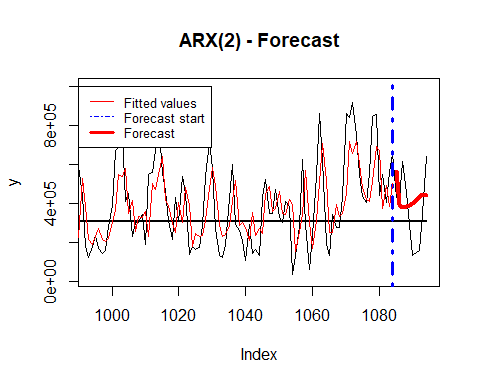 ARX(2) - Forecast
y
8e+05
4e+05
0e+00
Fitted values
Forecast start
Forecast
1000
1020
1040
1060
1080
Index